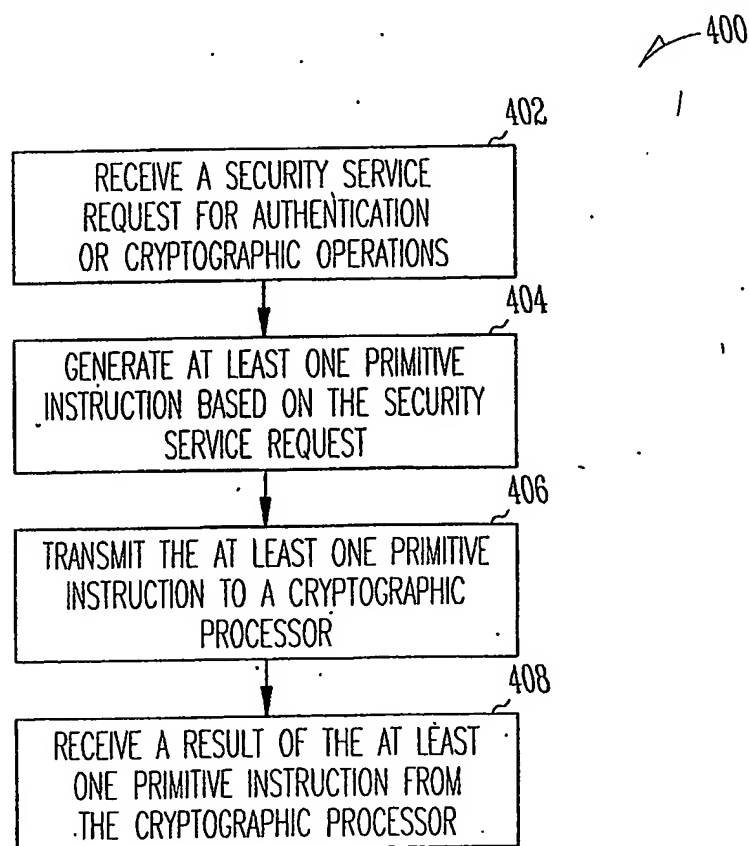 400
402
RECEIVE A SECURITY SERVICE
REQUEST FOR AUTHENTICATION
OR CRYPTOGRAPHIC OPERATIONS
404
GENERATE AT LEAST ONE PRIMITIVE
INSTRUCTION BASED ON THE SECURITY
SERVICE REQUEST
406
TRANSMIT THE AT LEAST ONE PRIMITIVE
INSTRUCTION TO A CRYPTOGRAPHIC
PROCESSOR
408
RECEIVE A RESULT OF THE AT LEAST
ONE PRIMITIVE INSTRUCTION FROM
THE CRYPTOGRAPHIC PROCESSOR